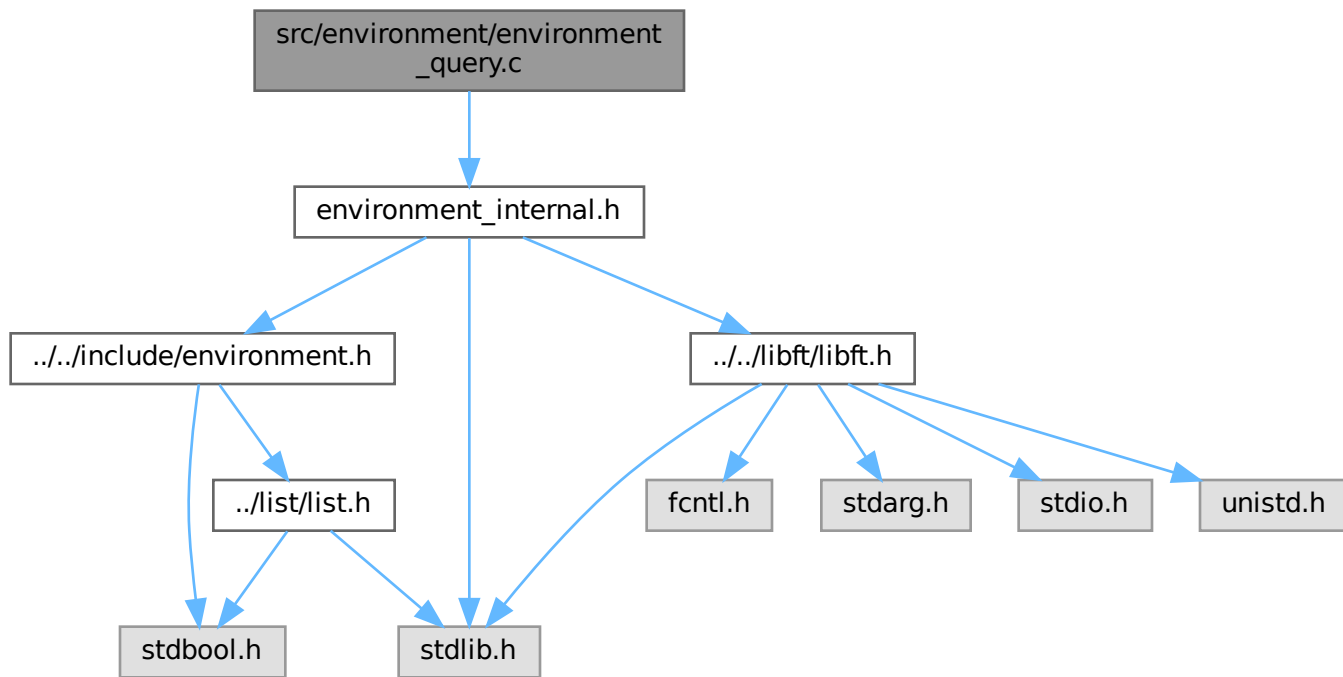 src/environment/environment
_query.c
environment_internal.h
../../include/environment.h
../../libft/libft.h
../list/list.h
fcntl.h
stdarg.h
stdio.h
unistd.h
stdbool.h
stdlib.h